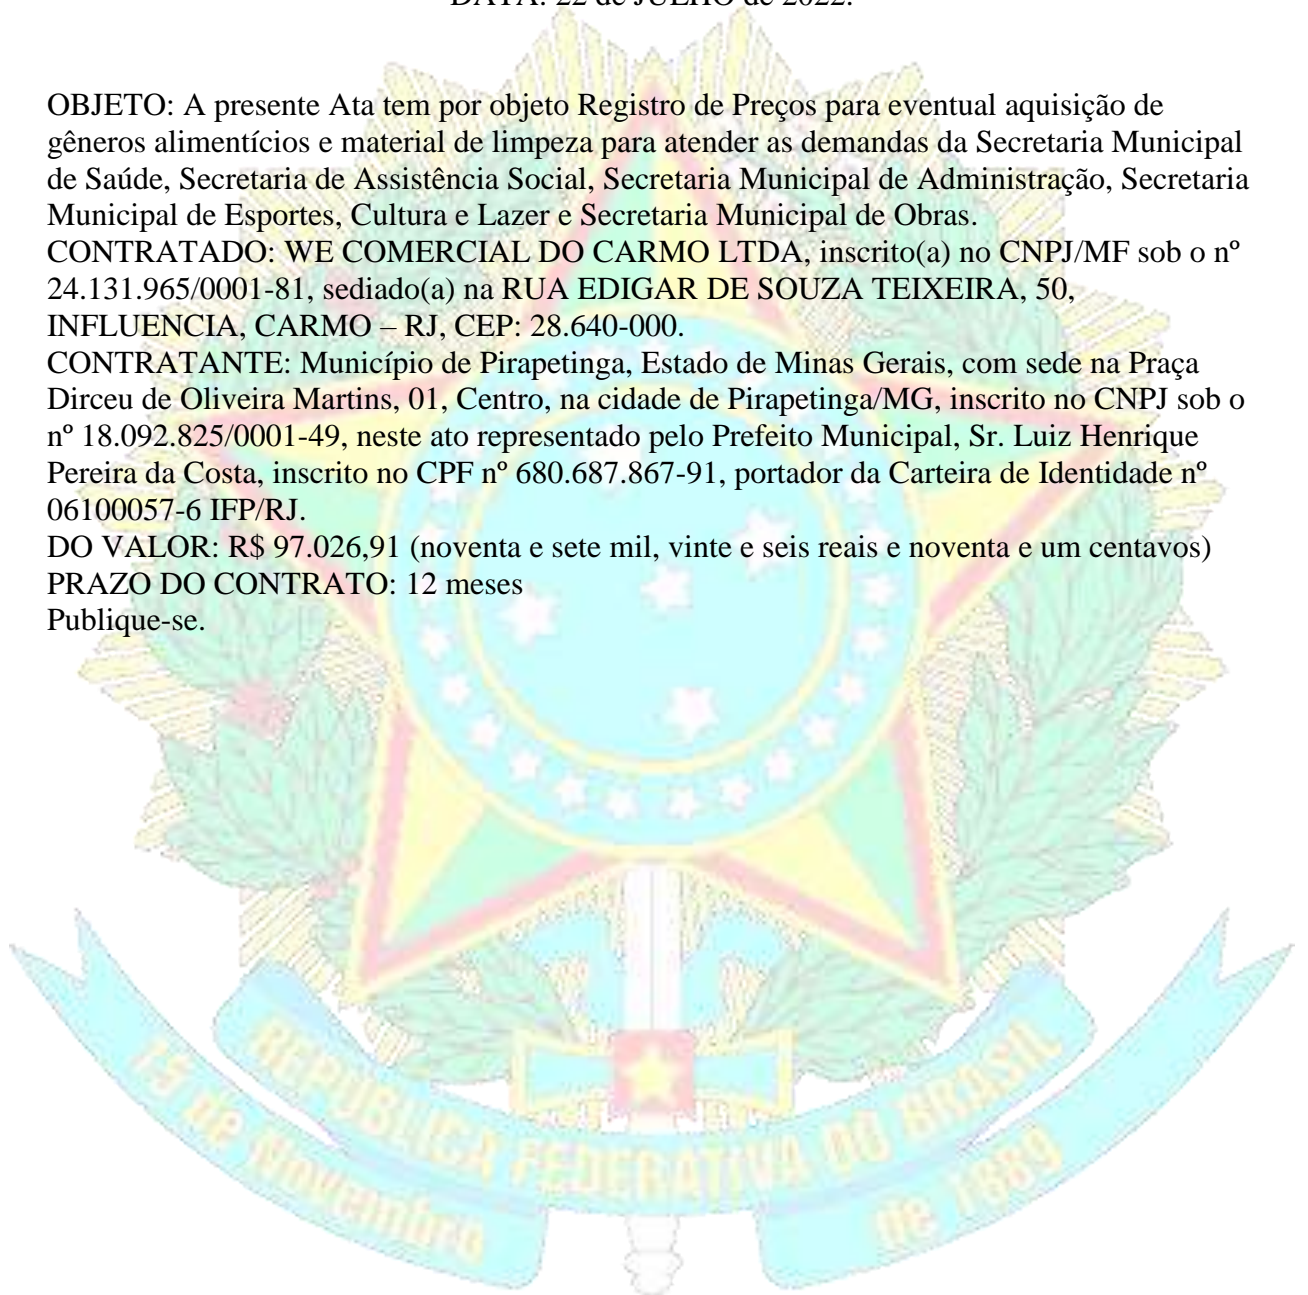 DATA: 22 de JULHO de 2022.
OBJETO: A presente Ata tem por objeto Registro de Preços para eventual aquisição de
gêneros alimentícios e material de limpeza para atender as demandas da Secretaria Municipal
de Saúde, Secretaria de Assistência Social, Secretaria Municipal de Administração, Secretaria
Municipal de Esportes, Cultura e Lazer e Secretaria Municipal de Obras.
CONTRATADO: WE COMERCIAL DO CARMO LTDA, inscrito(a) no CNPJ/MF sob o nº
24.131.965/0001-81, sediado(a) na RUA EDIGAR DE SOUZA TEIXEIRA, 50,
INFLUENCIA, CARMO – RJ, CEP: 28.640-000.
CONTRATANTE: Município de Pirapetinga, Estado de Minas Gerais, com sede na Praça
Dirceu de Oliveira Martins, 01, Centro, na cidade de Pirapetinga/MG, inscrito no CNPJ sob o
nº 18.092.825/0001-49, neste ato representado pelo Prefeito Municipal, Sr. Luiz Henrique
Pereira da Costa, inscrito no CPF nº 680.687.867-91, portador da Carteira de Identidade nº
06100057-6 IFP/RJ.
DO VALOR: R$ 97.026,91 (noventa e sete mil, vinte e seis reais e noventa e um centavos)
PRAZO DO CONTRATO: 12 meses
Publique-se.
REPÚBLICA FEDERATIVA DO BRASIL
15 de Novembro de 1889